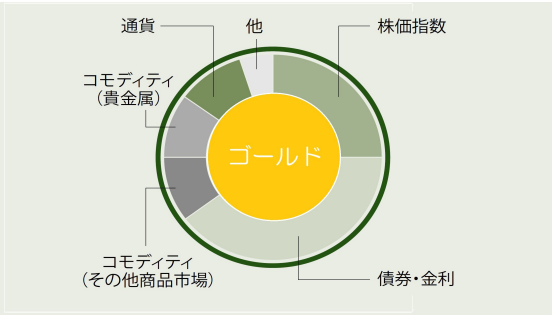 通貨
他
株価指数
コモディティ
（貴金属）
ゴールド
コモディティ
（その他商品市場）
債券・金利